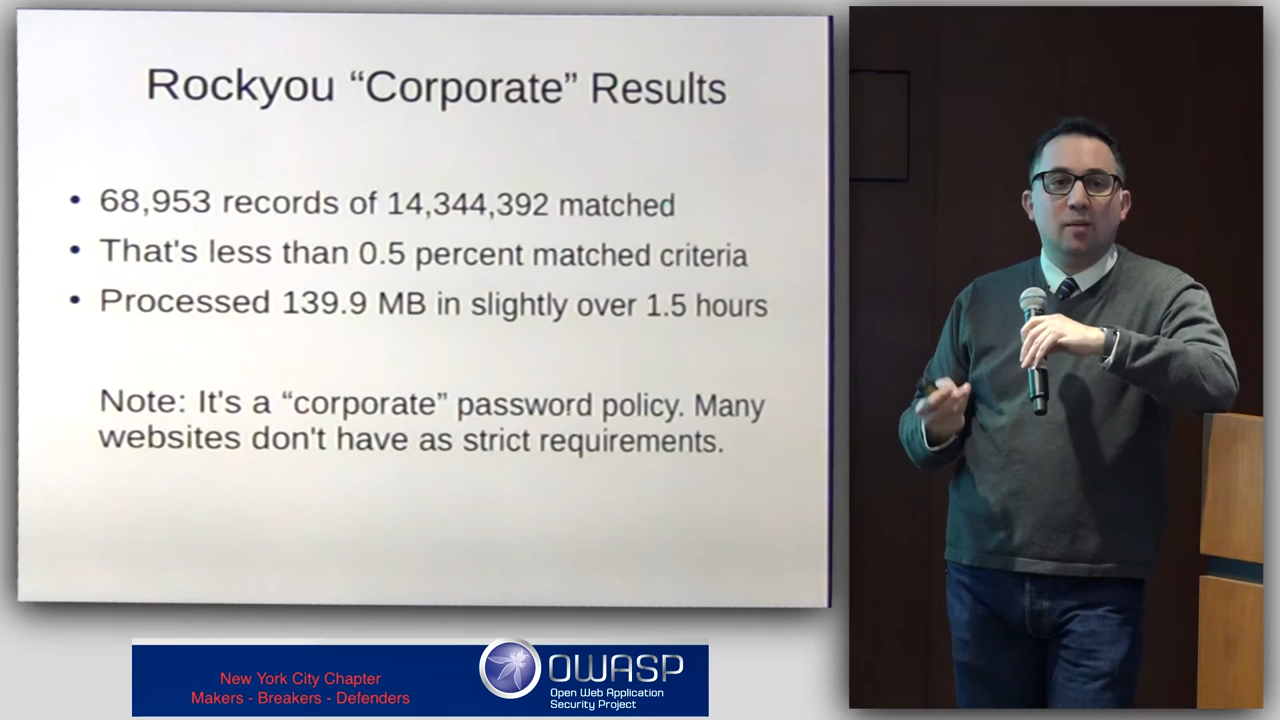 Rockyou “Corporate” Results
• 68,953 records of 14,344,392 matched
• That's less than 0.5 percent matched criteria
• Processed 139.9 MB in slightly over 1.5 hours
Note: It's a “corporate” password policy. Many
websites don't have as strict requirements.
New York City Chapter
Makers - Breakers - Defenders
OWASP
Open Web Application
Security Project